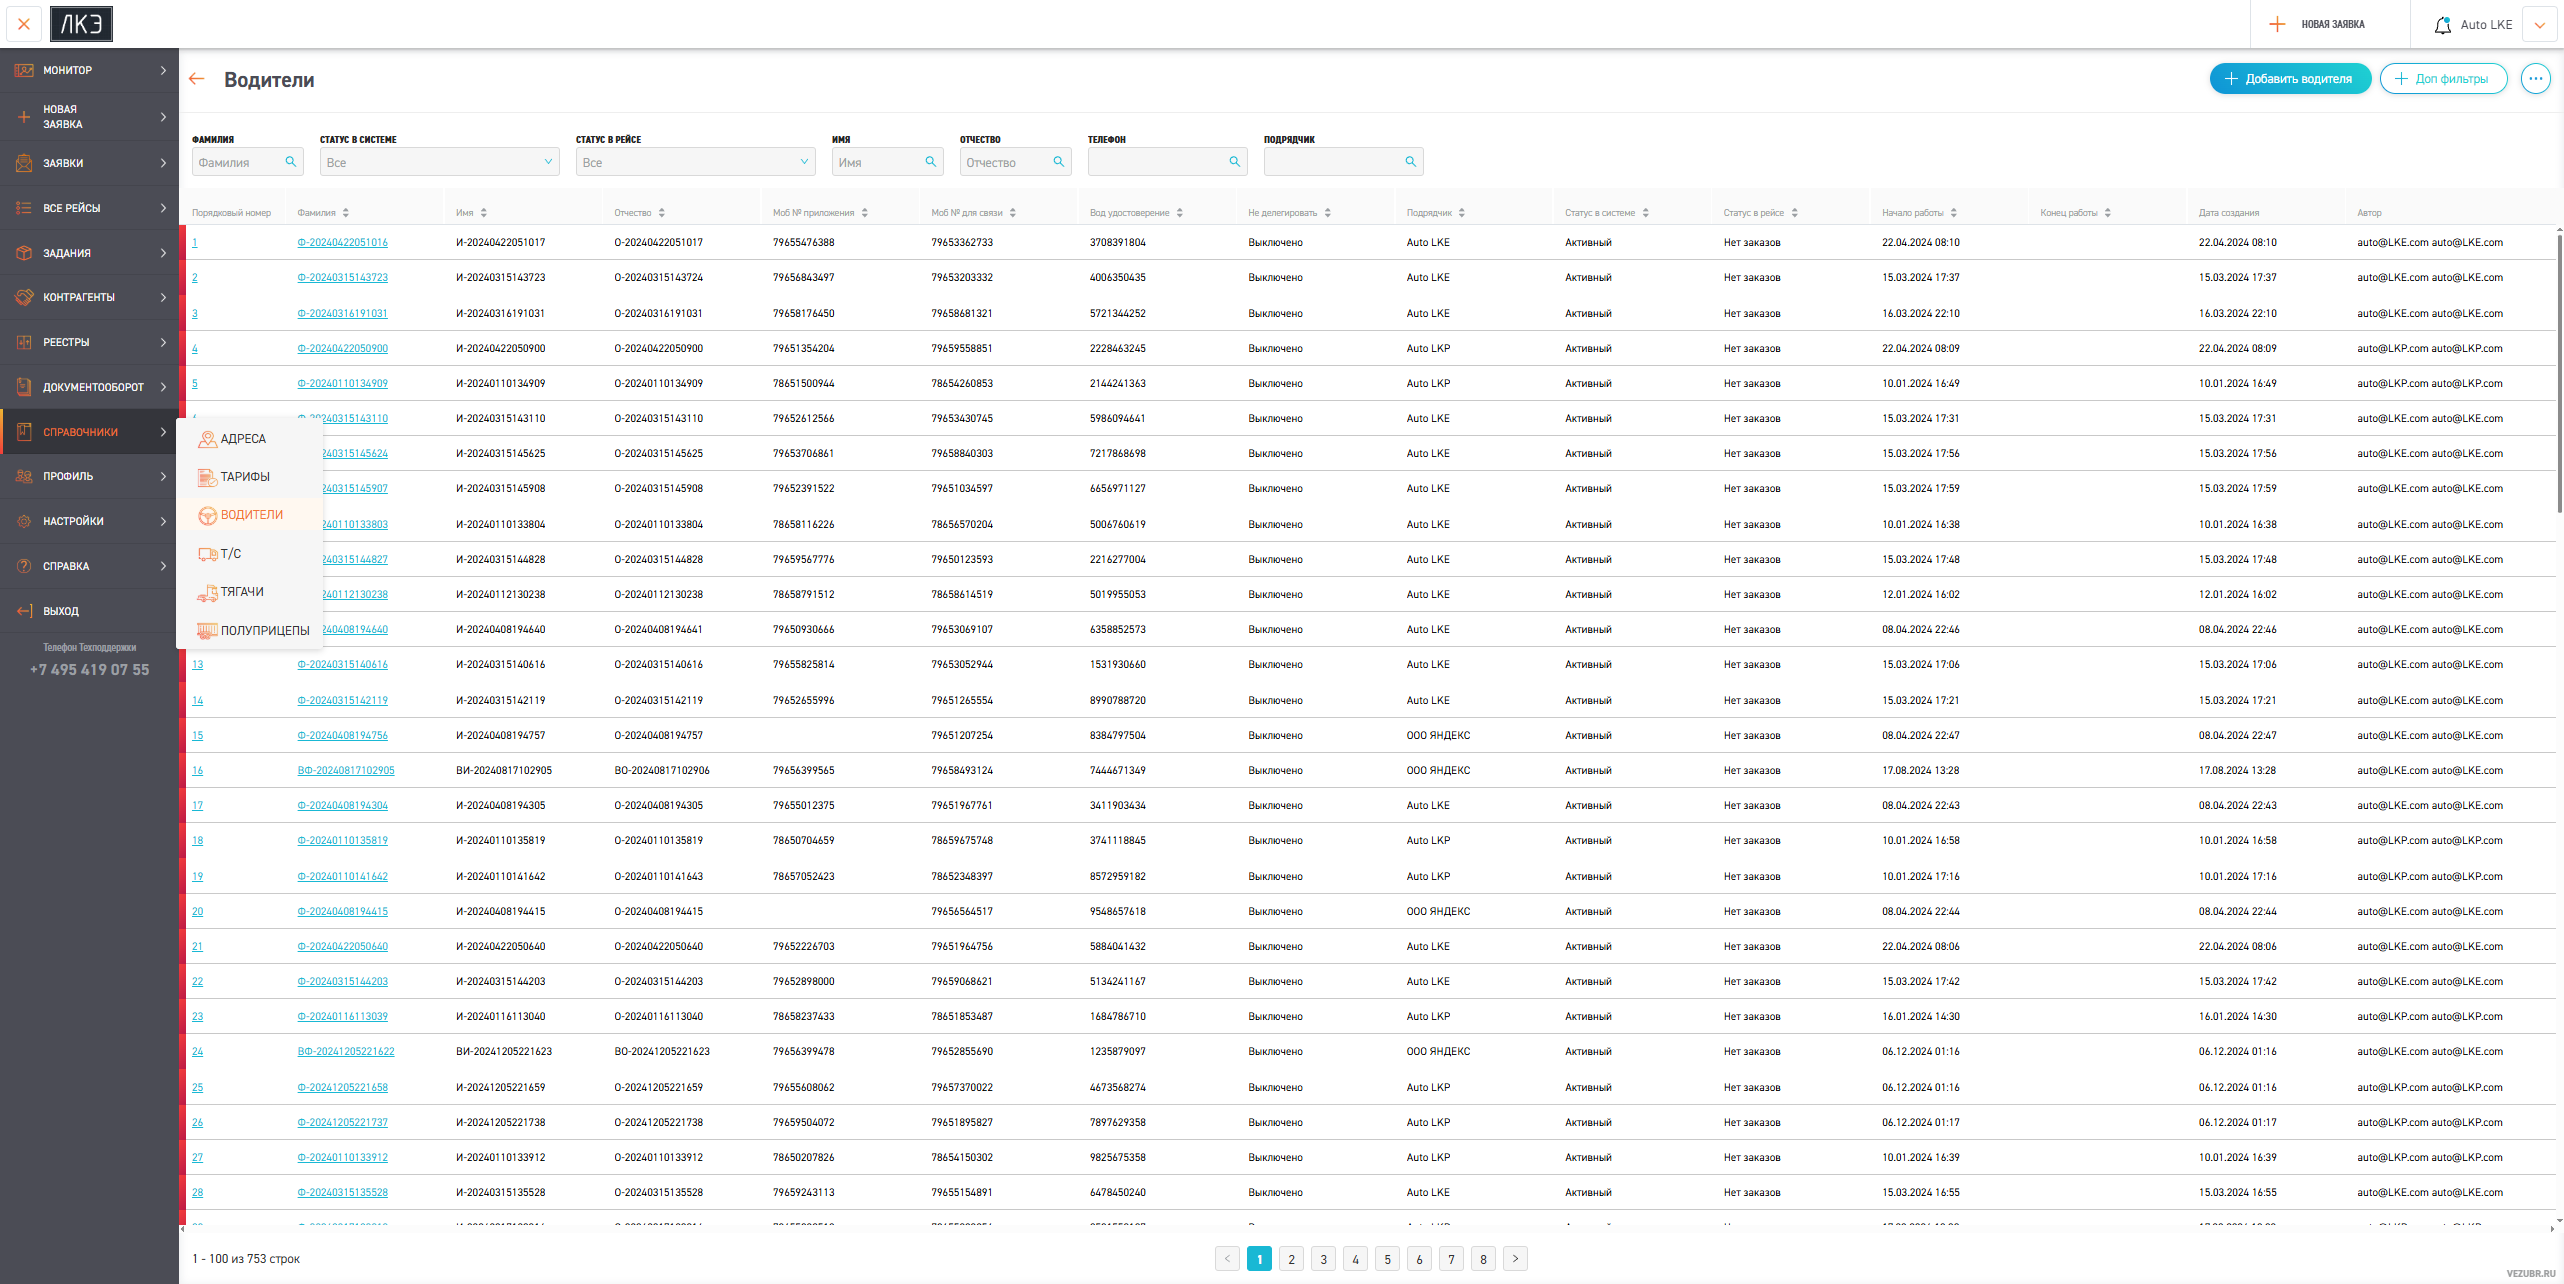 ЛКЭ
НОВАЯ ЗАЯВКА
Auto LKE
МОНИТОР
НОВАЯ
ЗАЯВКА
ЗАЯВКИ
ВСЕ РЕЙСЫ
ЗАДАНИЯ
КОНТРАГЕНТЫ
РЕЕСТРЫ
ДОКУМЕНТООБОРОТ
СПРАВОЧНИКИ
ПРОФИЛЬ
НАСТРОЙКИ
СПРАВКА
ВЫХОД
Телефон Техподдержки
+7 495 419 07 55
АДРЕСА
ТАРИФЫ
ВОДИТЕЛИ
Т/С
ТЯГАЧИ
ПОЛУПРИЦЕПЫ
Водители
Добавить водителя
Доп фильтры
ФАМИЛИЯ СТАТУС В СИСТЕМЕ СТАТУС В РЕЙСЕ ИМЯ ОТЧЕСТВО ТЕЛЕФОН ПОДРЯДЧИК
Фамилия Все Все Имя Отчество
Порядковый номер Фамилия Имя Отчество Моб № приложения Моб № для связи Вод удостоверение Не делегировать Подрядчик Статус в системе Статус в рейсе Начало работы Конец работы Дата создания Автор
1 Ф-20240422051016 И-20240422051017 О-20240422051017 79655476388 79653362733 3708391804 Выключено Auto LKE Активный Нет заказов 22.04.2024 08:10 22.04.2024 08:10 auto@LKE.com auto@LKE.com
2 Ф-20240315143723 И-20240315143723 О-20240315143724 79656843497 79653203332 4006350435 Выключено Auto LKE Активный Нет заказов 15.03.2024 17:37 15.03.2024 17:37 auto@LKE.com auto@LKE.com
3 Ф-20240316191031 И-20240316191031 О-20240316191031 79658176450 79658681321 5721344252 Выключено Auto LKE Активный Нет заказов 16.03.2024 22:10 16.03.2024 22:10 auto@LKE.com auto@LKE.com
4 Ф-20240422050900 И-20240422050900 О-20240422050900 79651354204 79659558851 2228463245 Выключено Auto LKP Активный Нет заказов 22.04.2024 08:09 22.04.2024 08:09 auto@LKP.com auto@LKP.com
5 Ф-20240110134909 И-20240110134909 О-20240110134909 78651500944 78654260853 2144241363 Выключено Auto LKP Активный Нет заказов 10.01.2024 16:49 10.01.2024 16:49 auto@LKP.com auto@LKP.com
20240315143110 И-20240315143110 О-20240315143110 79652612566 79653430745 5986094641 Выключено Auto LKE Активный Нет заказов 15.03.2024 17:31 15.03.2024 17:31 auto@LKE.com auto@LKE.com
240315145624 И-20240315145625 О-20240315145625 79653706861 79658840303 7217868698 Выключено Auto LKE Активный Нет заказов 15.03.2024 17:56 15.03.2024 17:56 auto@LKE.com auto@LKE.com
240315145907 И-20240315145908 О-20240315145908 79652391522 79651034597 6656971127 Выключено Auto LKE Активный Нет заказов 15.03.2024 17:59 15.03.2024 17:59 auto@LKE.com auto@LKE.com
240110133803 И-20240110133804 О-20240110133804 78658116226 78656570204 5006760619 Выключено Auto LKE Активный Нет заказов 10.01.2024 16:38 10.01.2024 16:38 auto@LKE.com auto@LKE.com
240315144827 И-20240315144828 О-20240315144828 79659567776 79650123593 2216277004 Выключено Auto LKE Активный Нет заказов 15.03.2024 17:48 15.03.2024 17:48 auto@LKE.com auto@LKE.com
240112130238 И-20240112130238 О-20240112130238 78658791512 78658614519 5019955053 Выключено Auto LKE Активный Нет заказов 12.01.2024 16:02 12.01.2024 16:02 auto@LKE.com auto@LKE.com
240408194640 И-20240408194640 О-20240408194641 79650930666 79653069107 6358852573 Выключено Auto LKE Активный Нет заказов 08.04.2024 22:46 08.04.2024 22:46 auto@LKE.com auto@LKE.com
13 Ф-20240315140616 И-20240315140616 О-20240315140616 79655825814 79653052944 1531930660 Выключено Auto LKE Активный Нет заказов 15.03.2024 17:06 15.03.2024 17:06 auto@LKE.com auto@LKE.com
14 Ф-20240315142119 И-20240315142119 О-20240315142119 79652655996 79651265554 8990788720 Выключено Auto LKE Активный Нет заказов 15.03.2024 17:21 15.03.2024 17:21 auto@LKE.com auto@LKE.com
15 Ф-20240408194756 И-20240408194757 О-20240408194757 79651207254 8384797504 Выключено ООО ЯНДЕКС Активный Нет заказов 08.04.2024 22:47 08.04.2024 22:47 auto@LKE.com auto@LKE.com
16 ВФ-20240817102905 ВИ-20240817102905 ВО-20240817102906 79656399565 79658493124 7444671349 Выключено ООО ЯНДЕКС Активный Нет заказов 17.08.2024 13:28 17.08.2024 13:28 auto@LKE.com auto@LKE.com
17 Ф-20240408194304 И-20240408194305 О-20240408194305 79655012375 79651967761 3411903434 Выключено Auto LKE Активный Нет заказов 08.04.2024 22:43 08.04.2024 22:43 auto@LKE.com auto@LKE.com
18 Ф-20240110135819 И-20240110135819 О-20240110135819 78650704659 78659675748 3741118845 Выключено Auto LKP Активный Нет заказов 10.01.2024 16:58 10.01.2024 16:58 auto@LKP.com auto@LKP.com
19 Ф-20240110141642 И-20240110141642 О-20240110141643 78657052423 78652348397 8572959182 Выключено Auto LKP Активный Нет заказов 10.01.2024 17:16 10.01.2024 17:16 auto@LKP.com auto@LKP.com
20 Ф-20240408194415 И-20240408194415 О-20240408194415 79656564517 9548657618 Выключено ООО ЯНДЕКС Активный Нет заказов 08.04.2024 22:44 08.04.2024 22:44 auto@LKE.com auto@LKE.com
21 Ф-20240422050640 И-20240422050640 О-20240422050640 79652226703 79651964756 5884041432 Выключено Auto LKE Активный Нет заказов 22.04.2024 08:06 22.04.2024 08:06 auto@LKE.com auto@LKE.com
22 Ф-20240315144203 И-20240315144203 О-20240315144203 79652898000 79659068621 5134241167 Выключено Auto LKE Активный Нет заказов 15.03.2024 17:42 15.03.2024 17:42 auto@LKE.com auto@LKE.com
23 Ф-20240116113039 И-20240116113040 О-20240116113040 78658237433 78651853487 1684786710 Выключено Auto LKP Активный Нет заказов 16.01.2024 14:30 16.01.2024 14:30 auto@LKP.com auto@LKP.com
24 ВФ-20241205221622 ВИ-20241205221623 ВО-20241205221623 79656399478 79652855690 1235879097 Выключено ООО ЯНДЕКС Активный Нет заказов 06.12.2024 01:16 06.12.2024 01:16 auto@LKE.com auto@LKE.com
25 Ф-20241205221658 И-20241205221659 О-20241205221659 79655608062 79657370022 4673568274 Выключено Auto LKP Активный Нет заказов 06.12.2024 01:16 06.12.2024 01:16 auto@LKP.com auto@LKP.com
26 Ф-20241205221737 И-20241205221738 О-20241205221738 79659504072 79651895827 7897629358 Выключено Auto LKP Активный Нет заказов 06.12.2024 01:17 06.12.2024 01:17 auto@LKP.com auto@LKP.com
27 Ф-20240110133912 И-20240110133912 О-20240110133912 78650207826 78654150302 9825675358 Выключено Auto LKP Активный Нет заказов 10.01.2024 16:39 10.01.2024 16:39 auto@LKP.com auto@LKP.com
28 Ф-20240315135528 И-20240315135528 О-20240315135528 79659243113 79655154891 6478450240 Выключено Auto LKE Активный Нет заказов 15.03.2024 16:55 15.03.2024 16:55 auto@LKE.com auto@LKE.com
1 - 100 из 753 строк
1 2 3 4 5 6 7 8
VEZUBR.RU